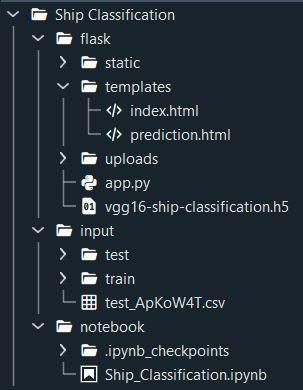 Ship Classification
flask
static
templates
index.html
prediction.html
uploads
app.py
vgg16-ship-classification.h5
input
test
train
test_ApKoW4T.csv
notebook
.ipynb_checkpoints
Ship_Classification.ipynb